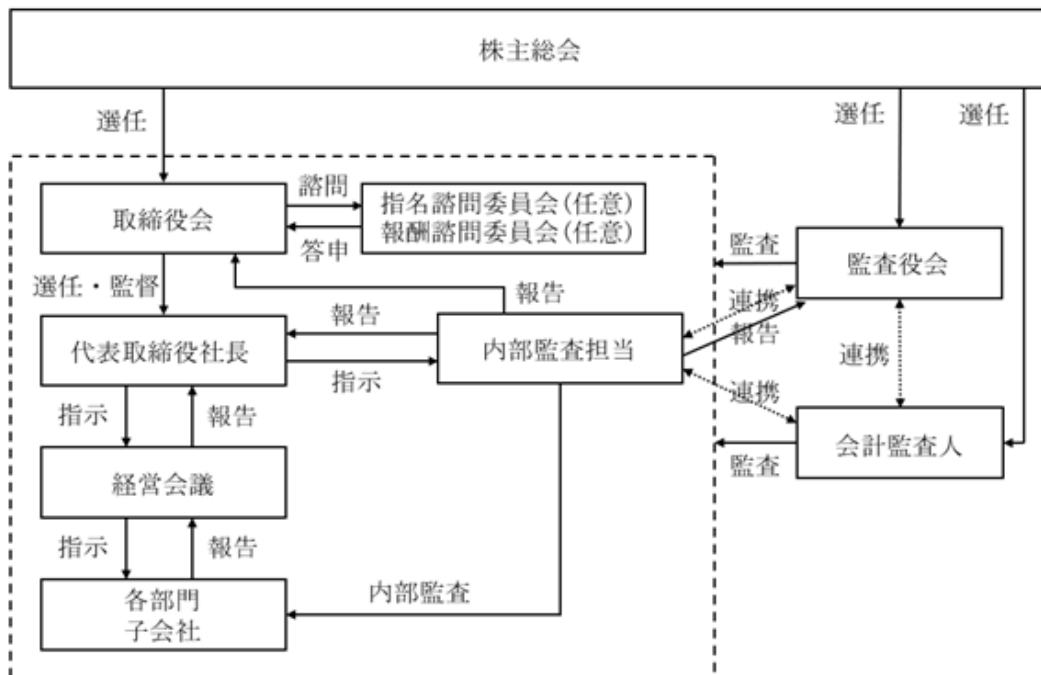 株主総会
選任
選任
選任
取締役会
諮問
指名諮問委員会(任意)
報酬諮問委員会(任意)
答申
監査
監査役会
選任・監督
報告
連携
報告
代表取締役社長
報告
指示
内部監査担当
連携
連携
指示
報告
監査
会計監査人
経営会議
指示
報告
各部門
子会社
内部監査